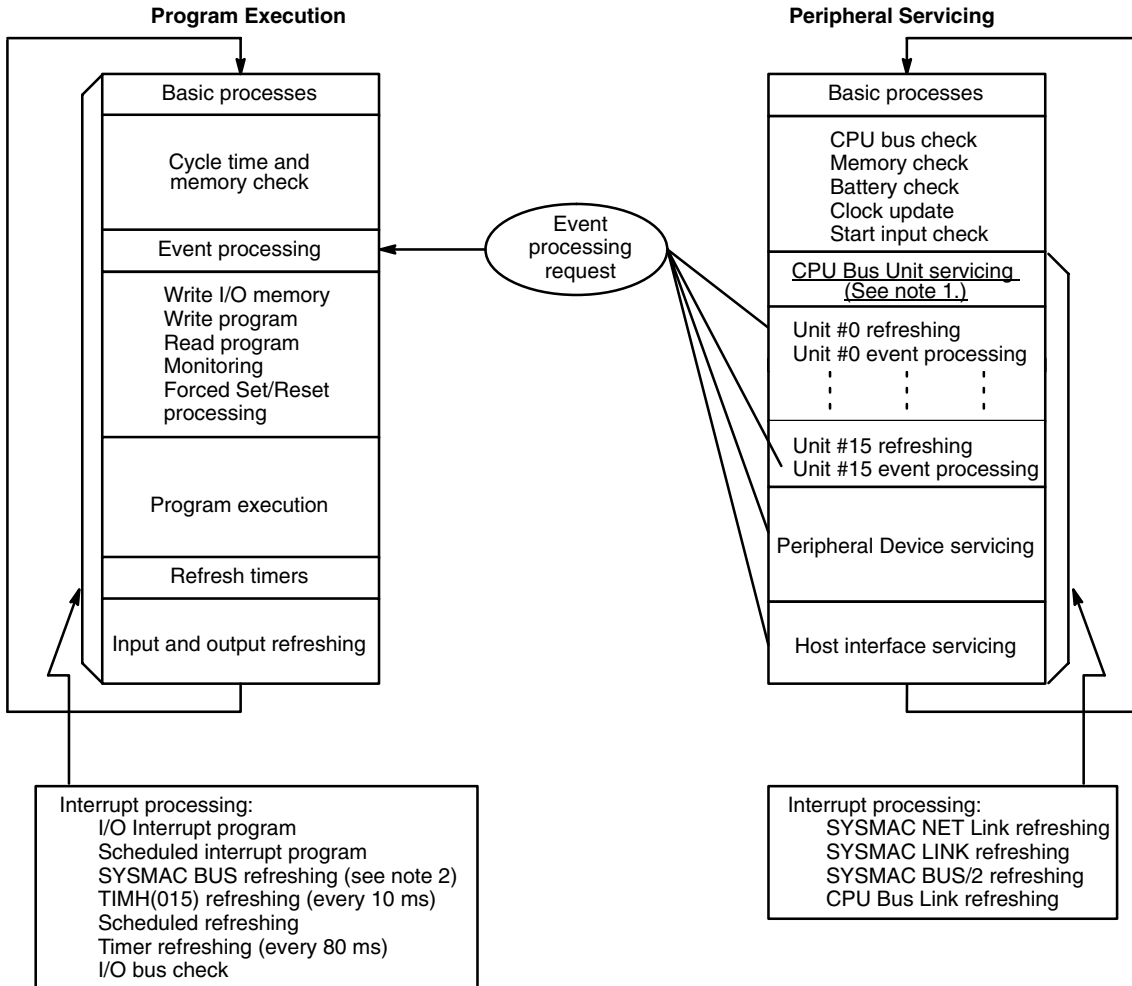 Program Execution
Basic processes
Cycle time and
memory check
Event processing
Write I/O memory
Write program
Read program
Monitoring
Forced Set/Reset
processing
Program execution
Refresh timers
Input and output refreshing
Interrupt processing:
I/O Interrupt program
Scheduled interrupt program
SYSMAC BUS refreshing (see note 2)
TIMH(015) refreshing (every 10 ms)
Scheduled refreshing
Timer refreshing (every 80 ms)
I/O bus check
Event
processing
request
Peripheral Servicing
Basic processes
CPU bus check
Memory check
Battery check
Clock update
Start input check
CPU Bus Unit servicing
(See note 1.)
Unit #0 refreshing
Unit #0 event processing
Unit #15 refreshing
Unit #15 event processing
Peripheral Device servicing
Host interface servicing
Interrupt processing:
SYSMAC NET Link refreshing
SYSMAC LINK refreshing
SYSMAC BUS/2 refreshing
CPU Bus Link refreshing